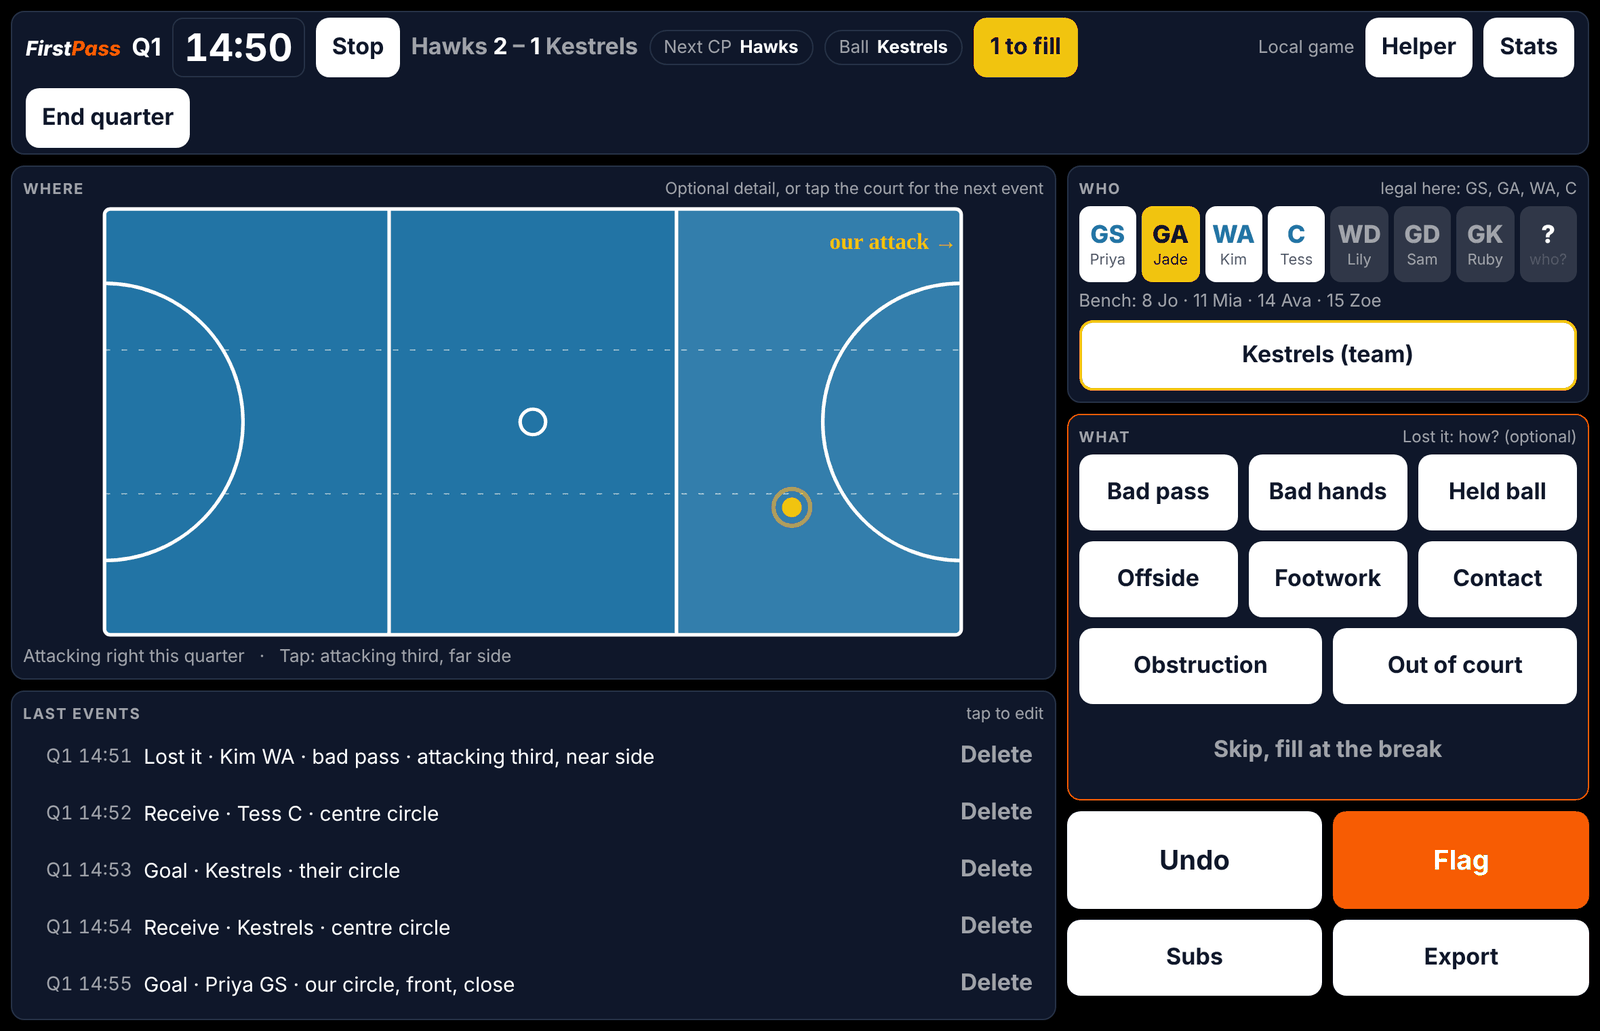 FirstPass Q1 14:50 Stop Hawks 2 – 1 Kestrels Next CP Hawks Ball Kestrels 1 to fill Local game Helper Stats
End quarter
WHERE Optional detail, or tap the court for the next event
our attack →
Attacking right this quarter · Tap: attacking third, far side
LAST EVENTS tap to edit
Q1 14:51 Lost it · Kim WA · bad pass · attacking third, near side Delete
Q1 14:52 Receive · Tess C · centre circle Delete
Q1 14:53 Goal · Kestrels · their circle Delete
Q1 14:54 Receive · Kestrels · centre circle Delete
Q1 14:55 Goal · Priya GS · our circle, front, close Delete
WHO legal here: GS, GA, WA, C
GS GA WA C WD GD GK ?
Priya Jade Kim Tess Lily Sam Ruby who?
Bench: 8 Jo · 11 Mia · 14 Ava · 15 Zoe
Kestrels (team)
WHAT Lost it: how? (optional)
Bad pass Bad hands Held ball
Offside Footwork Contact
Obstruction Out of court
Skip, fill at the break
Undo Flag
Subs Export